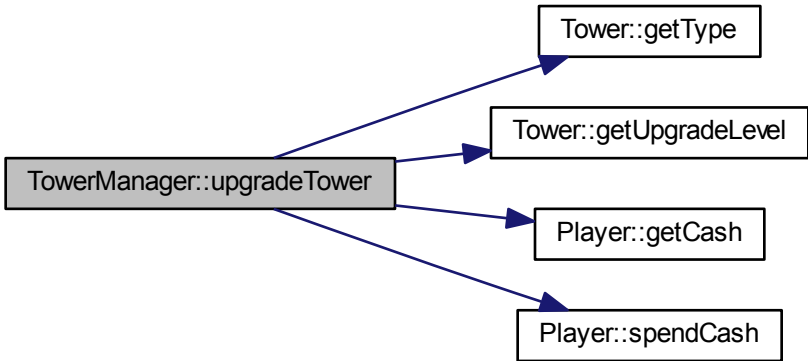 Tower::getType
Tower::getUpgradeLevel
TowerManager::upgradeTower
Player::getCash
Player::spendCash